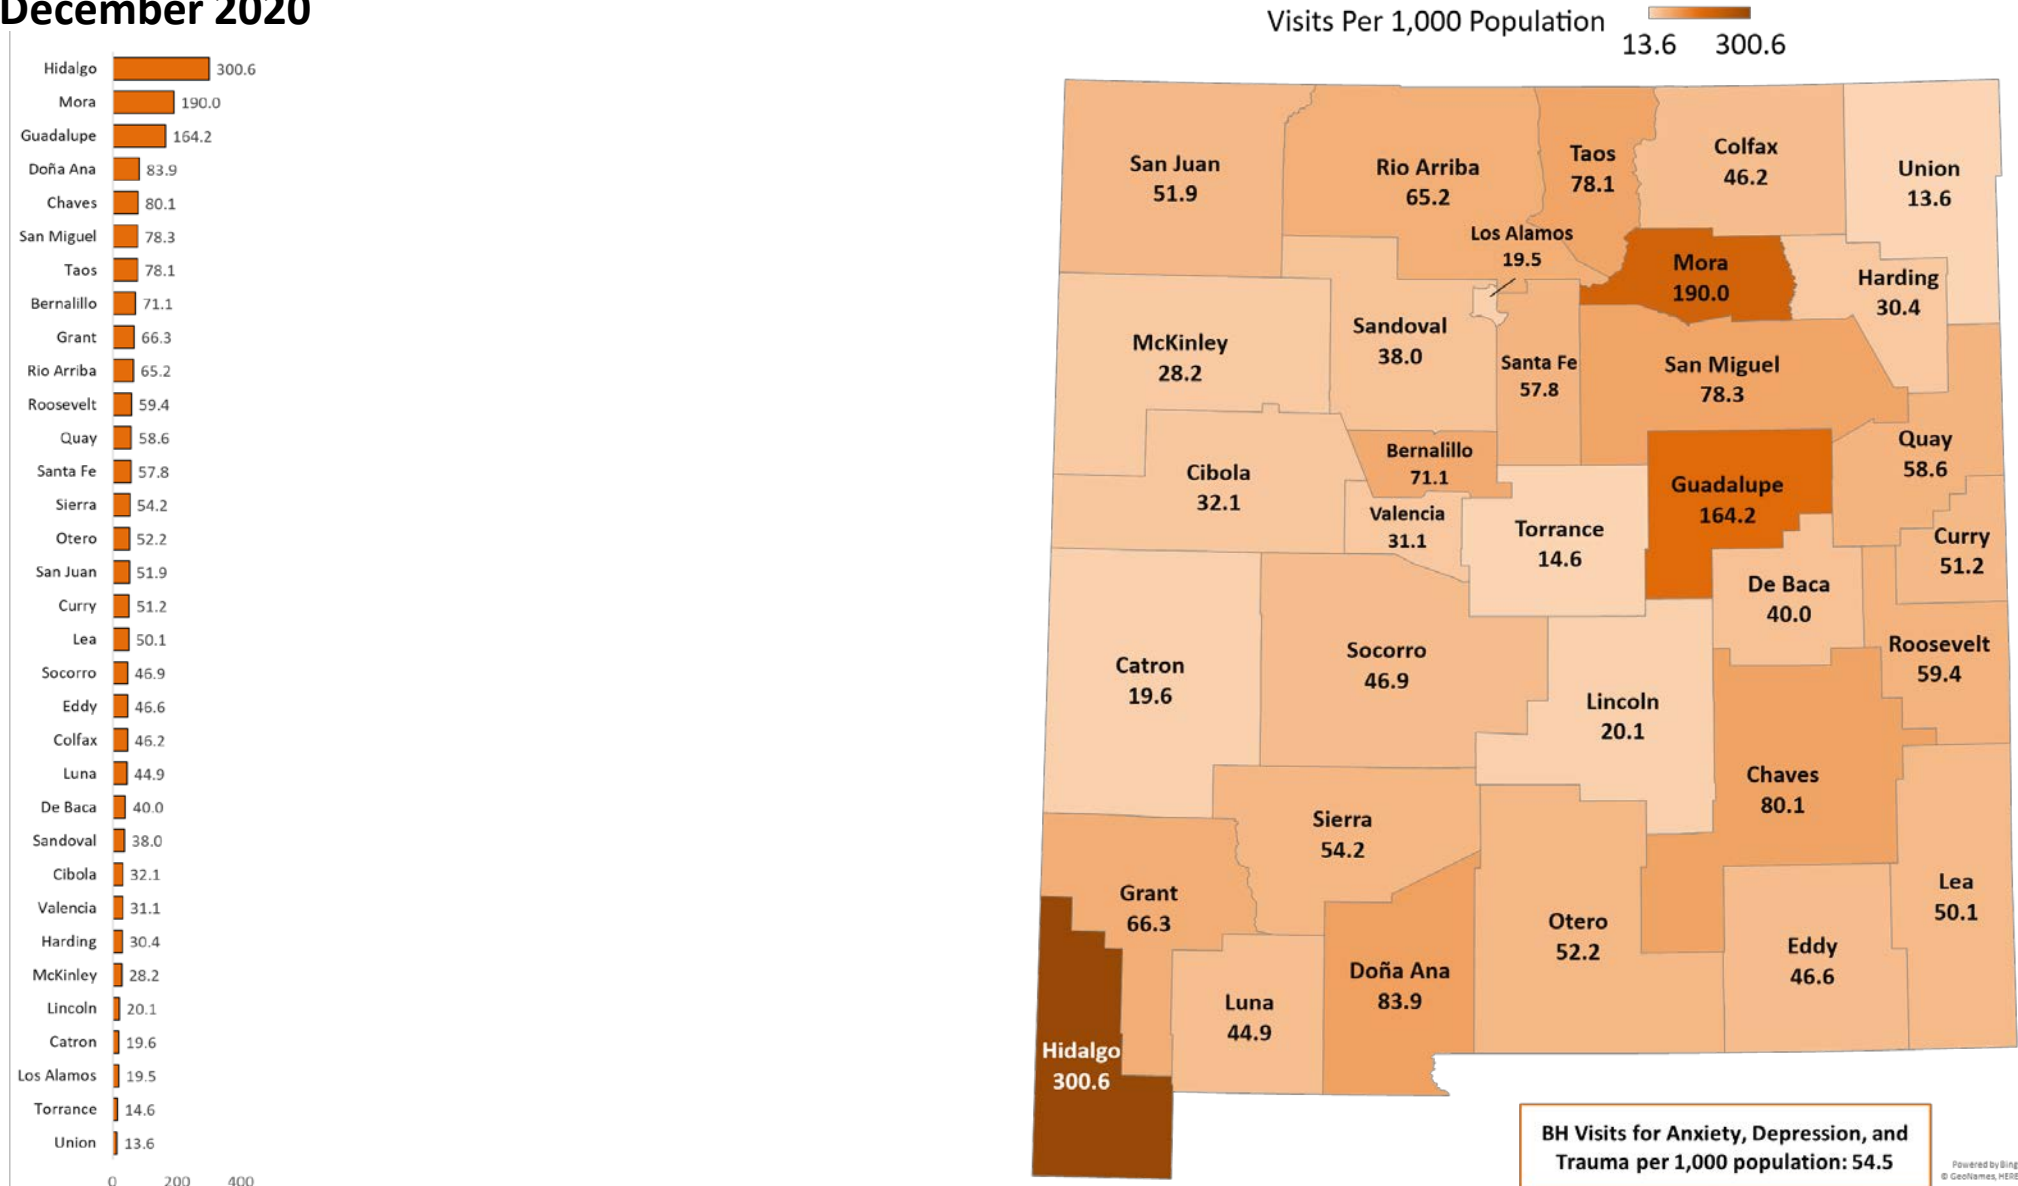 December 2020
Hidalgo 300.6
Mora 190.0
Guadalupe 164.2
Doña Ana 83.9
Chaves 80.1
San Miguel 78.3
Taos 78.1
Bernalillo 71.1
Grant 66.3
Rio Arriba 65.2
Roosevelt 59.4
Quay 58.6
Santa Fe 57.8
Sierra 54.2
Otero 52.2
San Juan 51.9
Curry 51.2
Lea 50.1
Socorro 46.9
Eddy 46.6
Colfax 46.2
Luna 44.9
De Baca 40.0
Sandoval 38.0
Cibola 32.1
Valencia 31.1
Harding 30.4
McKinley 28.2
Lincoln 20.1
Catron 19.6
Los Alamos 19.5
Torrance 14.6
Union 13.6
0 200 400
Visits Per 1,000 Population
13.6 300.6
San Juan
51.9
Rio Arriba
65.2
Taos
78.1
Colfax
46.2
Union
13.6
Los Alamos
19.5
Mora
190.0
Harding
30.4
McKinley
28.2
Sandoval
38.0
Santa Fe
57.8
San Miguel
78.3
Quay
58.6
Cibola
32.1
Bernalillo
71.1
Valencia
31.1
Torrance
14.6
Guadalupe
164.2
Curry
51.2
De Baca
40.0
Roosevelt
59.4
Catron
19.6
Socorro
46.9
Lincoln
20.1
Chaves
80.1
Sierra
54.2
Grant
66.3
Otero
52.2
Lea
50.1
Eddy
46.6
Doña Ana
83.9
Luna
44.9
Hidalgo
300.6
BH Visits for Anxiety, Depression, and
Trauma per 1,000 population: 54.5
Powered by Bing
© GeoNames, HERE